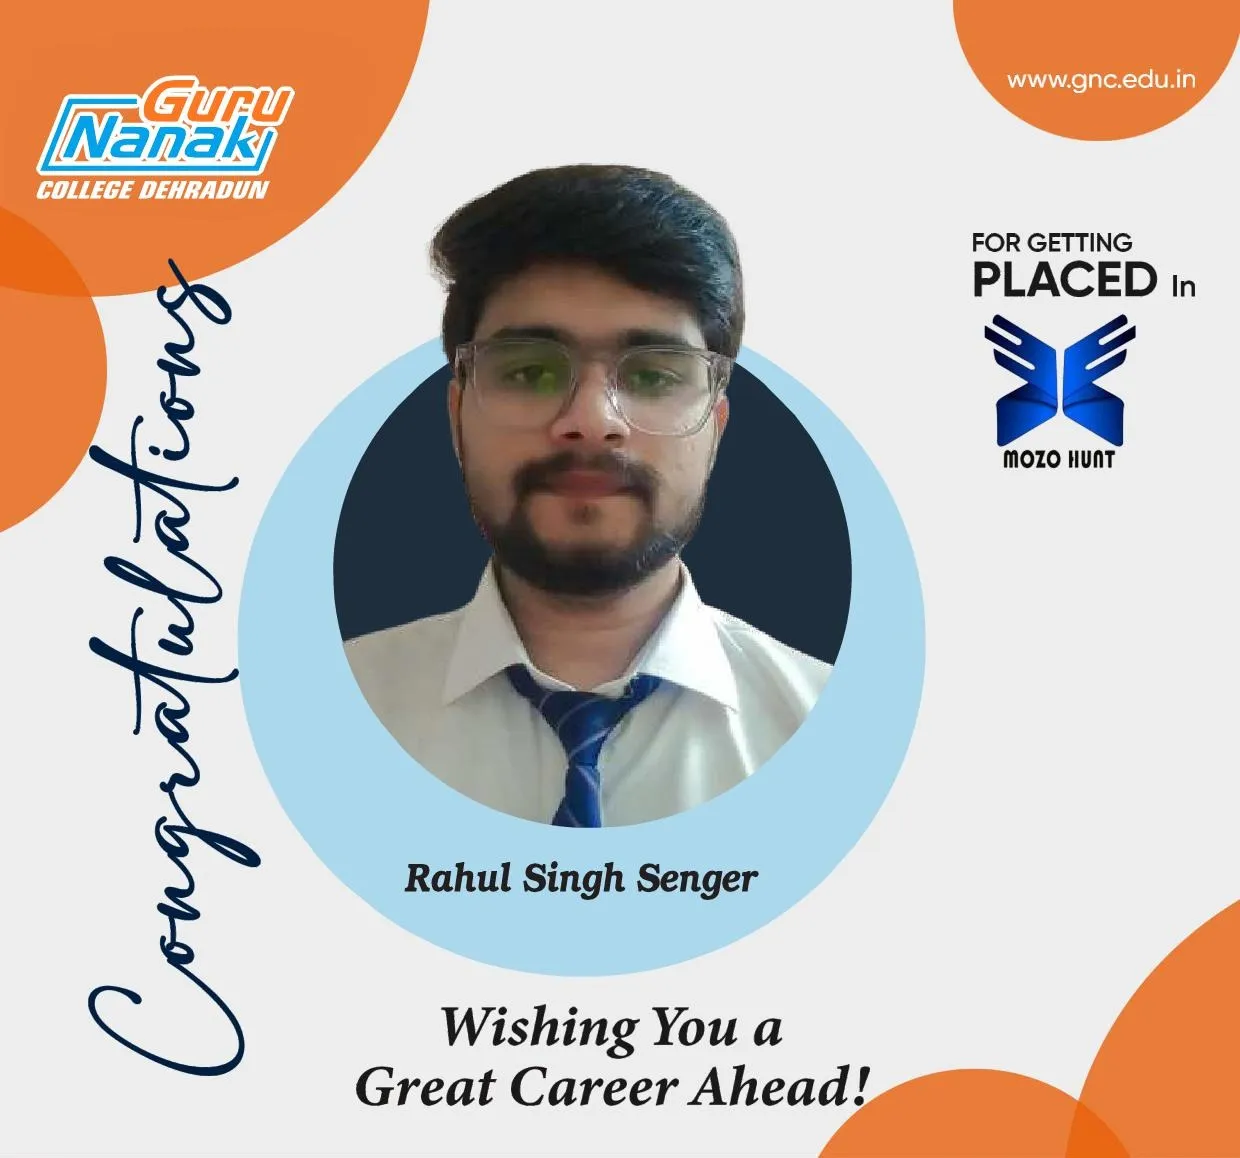 Guru
Nanak
COLLEGE DEHRADUN
www.gnc.edu.in
Congratulations
FOR GETTING
PLACED In
MOZO HUNT
Rahul Singh Senger
Wishing You a
Great Career Ahead!